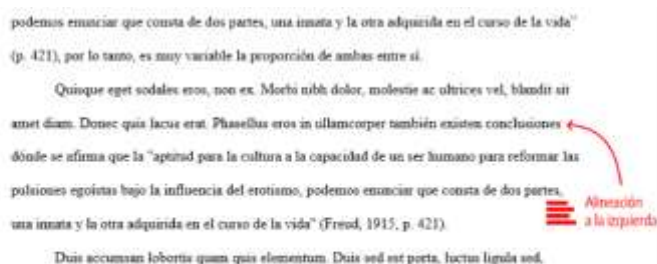 podemos enunciar que consta de dos partes, una innata y la otra adquirida en el curso de la vida"
(p. 421), por lo tanto, es muy variable la proporción de ambas entre sí.
Quisque eget sodales eros, non ex. Morbi nibh dolor, molestie ac ultrices vel, blandit sit
amet diam. Donec quis lacus erat. Phasellus eros in ullamcorper también existen conclusiones
dónde se afirma que la "aptitud para la cultura a la capacidad de un ser humano para reformar las
pulsiones egoístas bajo la influencia del erotismo, podemos enunciar que consta de dos partes,
una innata y la otra adquirida en el curso de la vida" (Freud, 1915, p. 421).
Alineación
a la izquierda
Duis accumsan lobortis quam quis elementum. Duis sed est porta, luctus ligula sed,